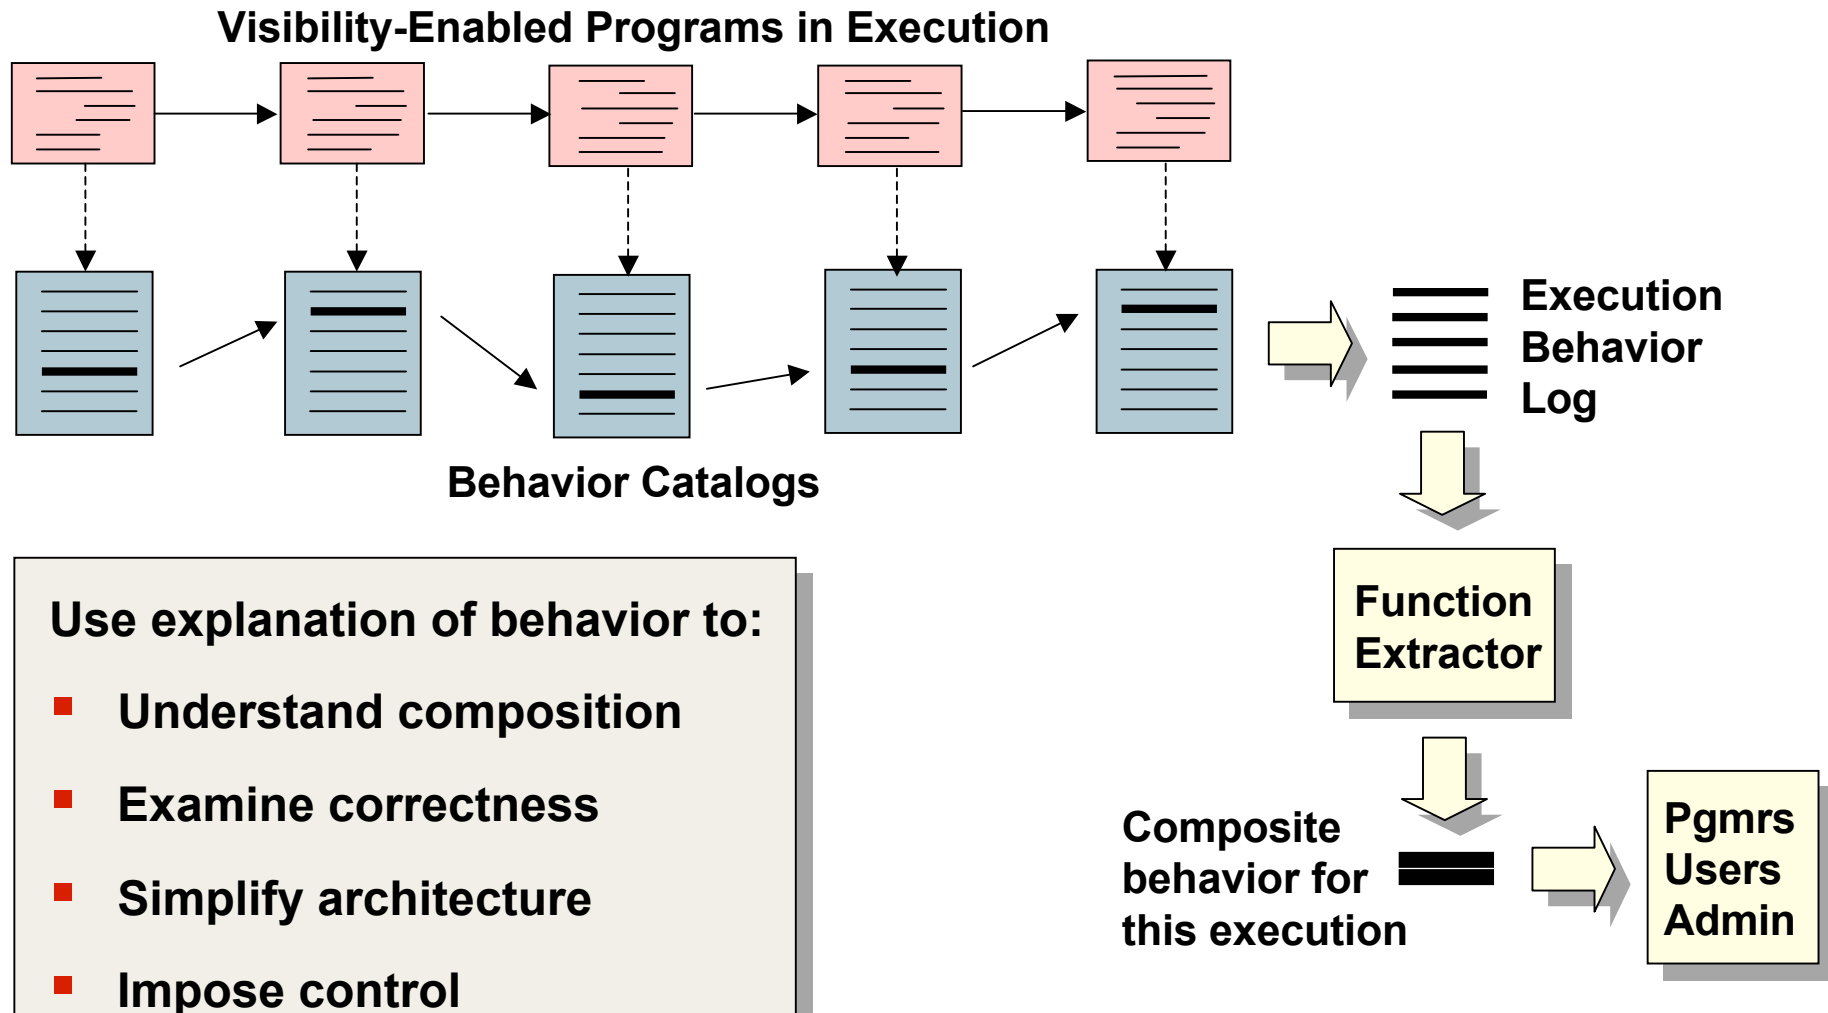 Visibility-Enabled Programs in Execution
Execution
Behavior
Log
Behavior Catalogs
Use explanation of behavior to:
Understand composition
Examine correctness
Simplify architecture
Impose control
Function
Extractor
Composite
behavior for
this execution
Pgmrs
Users
Admin